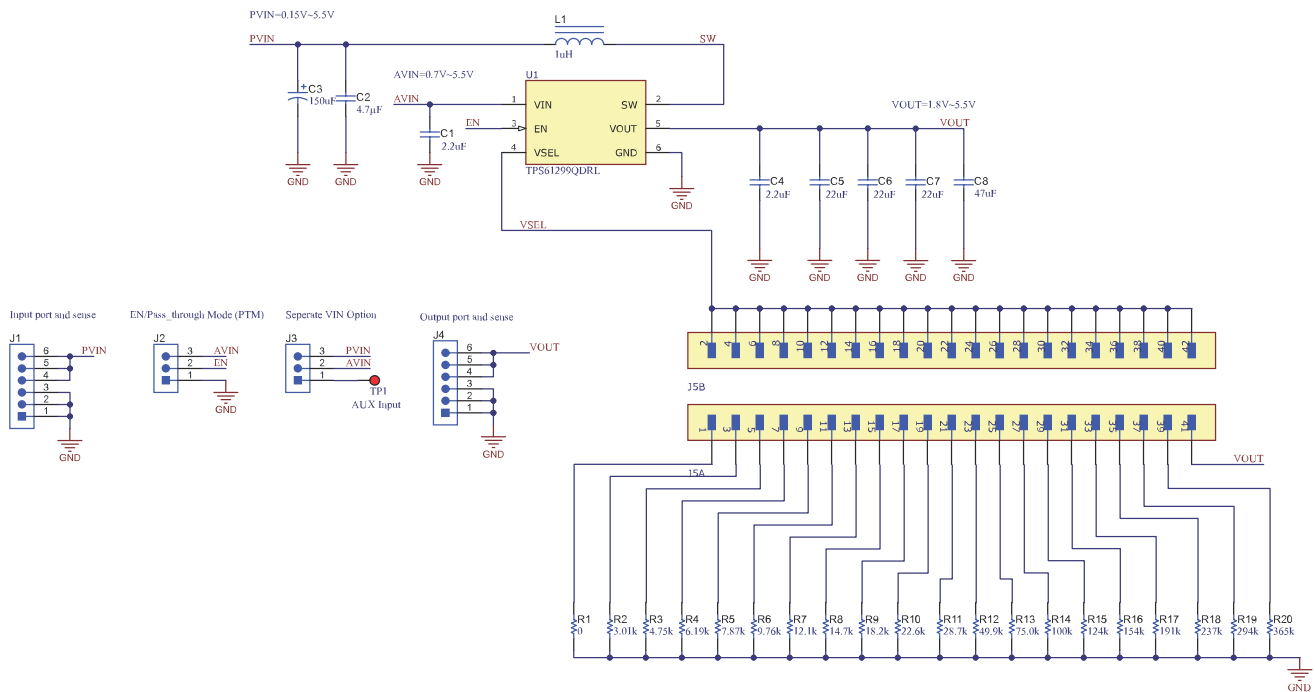 PVIN=0.15V~5.5V
PVIN
L1
1uH
SW
C3
150uF
C2
4.7µF
GND
GND
AVIN=0.7V~5.5V
AVIN
EN
C1
2.2uF
GND
U1
1 VIN SW 2
3 EN VOUT 5
4 VSEL GND 6
TPS61299QDRL
GND
VSEL
VOUT=1.8V~5.5V
VOUT
C4
2.2uF
C5
22uF
C6
22uF
C7
22uF
C8
47uF
GND GND GND GND GND
Input port and sense
J1
6 PVIN
5
4
3
2
1
GND
EN/Pass_through Mode (PTM)
J2
3 AVIN
2 EN
1
GND
Seperate VIN Option
J3
3 PVIN
2 AVIN
1
TP1
AUX Input
Output port and sense
J4
6 VOUT
5
4
3
2
1
GND
2 4 6 8 10 12 14 16 18 20 22 24 26 28 30 32 34 36 38 40 42
J5B
1 3 5 7 9 11 13 15 17 19 21 23 25 27 29 31 33 35 37 39 41
J5A
VOUT
R1
0
R2
3.01k
R3
4.75k
R4
6.19k
R5
7.87k
R6
9.76k
R7
12.1k
R8
14.7k
R9
18.2k
R10
22.6k
R11
28.7k
R12
49.9k
R13
75.0k
R14
100k
R15
124k
R16
154k
R17
191k
R18
237k
R19
294k
R20
365k
GND